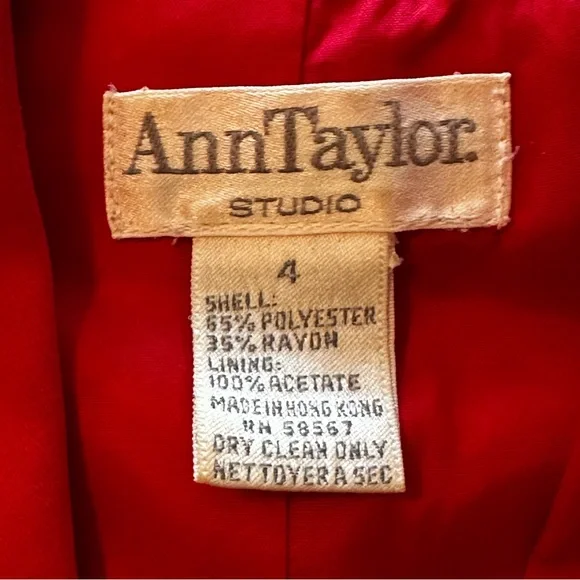 AnnTaylor.
STUDIO
4
SHELL:
65% POLYESTER
35% RAYON
LINING:
100% ACETATE
MADE IN HONG KONG
RN 58567
DRY CLEAN ONLY
NETTOYER A SEC